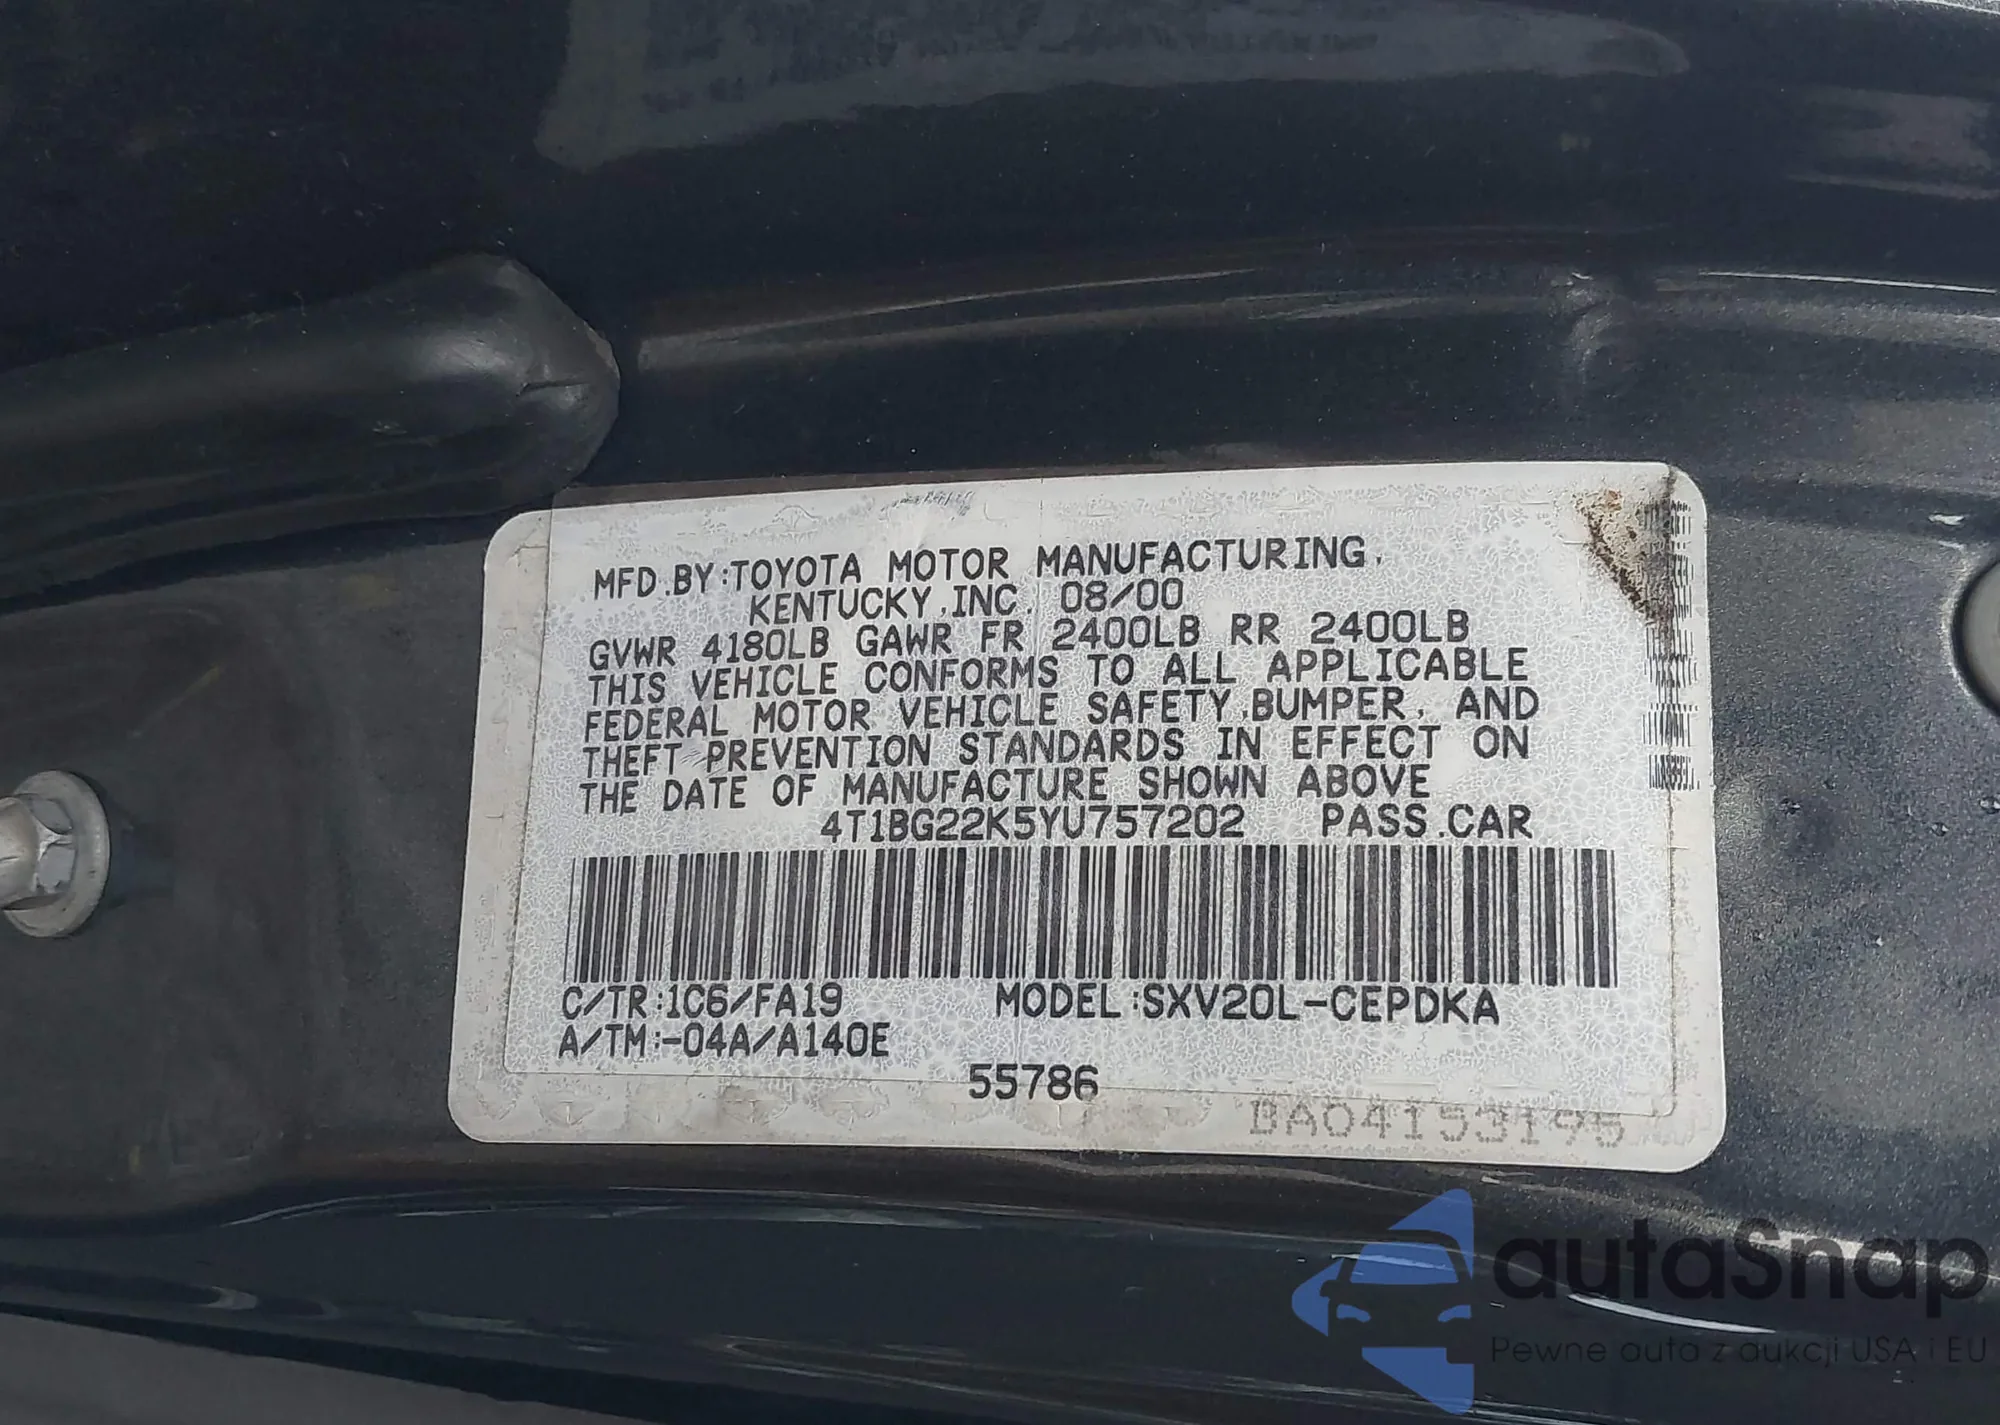 MFD.BY:TOYOTA MOTOR MANUFACTURING,
KENTUCKY,INC. 08/00
GVWR 4180LB GAWR FR 2400LB RR 2400LB
THIS VEHICLE CONFORMS TO ALL APPLICABLE
FEDERAL MOTOR VEHICLE SAFETY,BUMPER, AND
THEFT PREVENTION STANDARDS IN EFFECT ON
THE DATE OF MANUFACTURE SHOWN ABOVE
4T1BG22K5YU757202 PASS.CAR
C/TR:1C6/FA19 MODEL:SXV20L-CEPDKA
A/TM:-04A/A140E
55786
BA04153195
autaSnap
Pewne auta z aukcji USA i EU